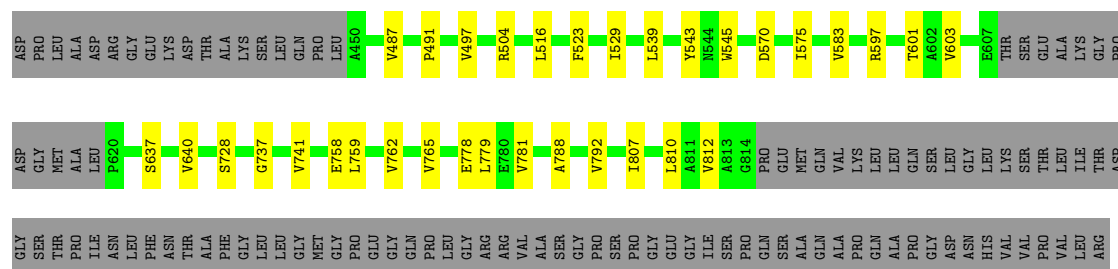 ASP PRO LEU ALA ASP ARG GLY GLU LYS ASP THR ALA LYS SER LEU GLN PRO LEU A450 V487 P491 V497 R504 L516 F523 I529 L539 Y543 N544 W545 D570 I575 V583 R597 T601 A602 V603 E607 THR SER GLU ALA LYS GLY PRO
ASP GLY MET ALA LEU P620 S637 V640 S728 G737 V741 E758 L759 V762 V765 E778 L779 E780 V781 A788 V792 I807 L810 A811 V812 A813 G814 PRO GLU MET GLN VAL LYS LEU LEU GLN SER LEU GLY LEU LYS SER THR LEU ILE THR ASP
GLY SER THR PRO ILE ASN LEU PHE ASN THR ALA PHE GLY LEU LEU GLY MET GLY PRO GLU GLY GLN PRO LEU GLY ARG ARG VAL ALA SER GLY PRO SER PRO GLY GLU GLY ILE SER PRO GLN SER ALA GLN ALA PRO GLN ALA PRO GLY ASP ASN HIS VAL VAL PRO VAL LEU ARG